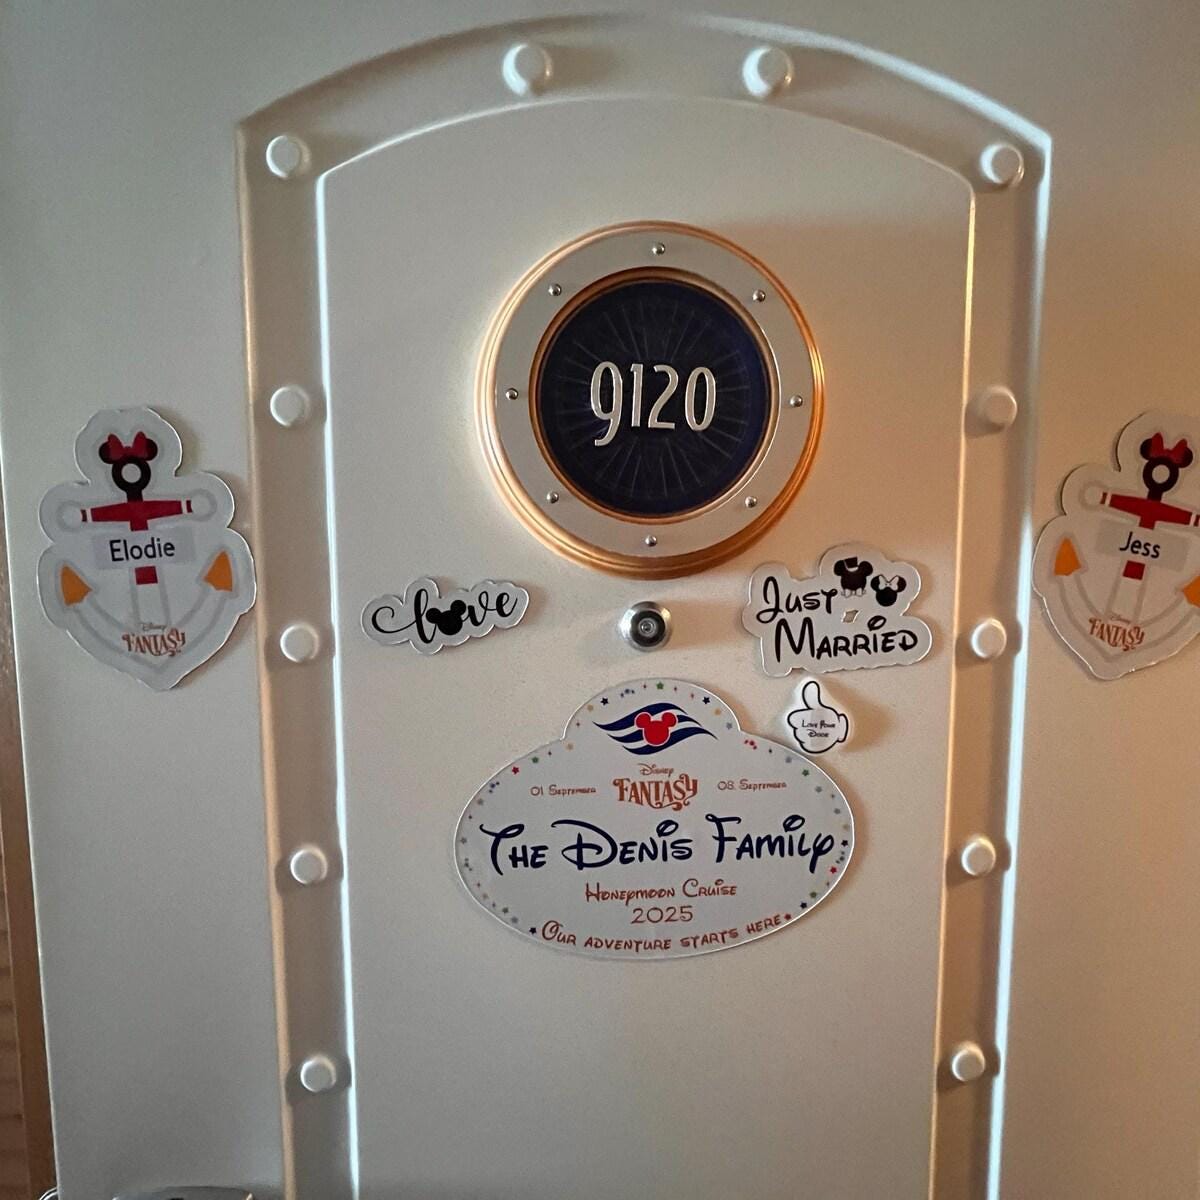 9120
Elodie
Disney
FANTASY
Jess
Disney
FANTASY
love
JUST
MARRIED
LOVE YOUR
DOOR
Disney
01 September FANTASY 08 September
THE DENIS FAMILY
HONEYMOON CRUISE
2025
OUR ADVENTURE STARTS HERE